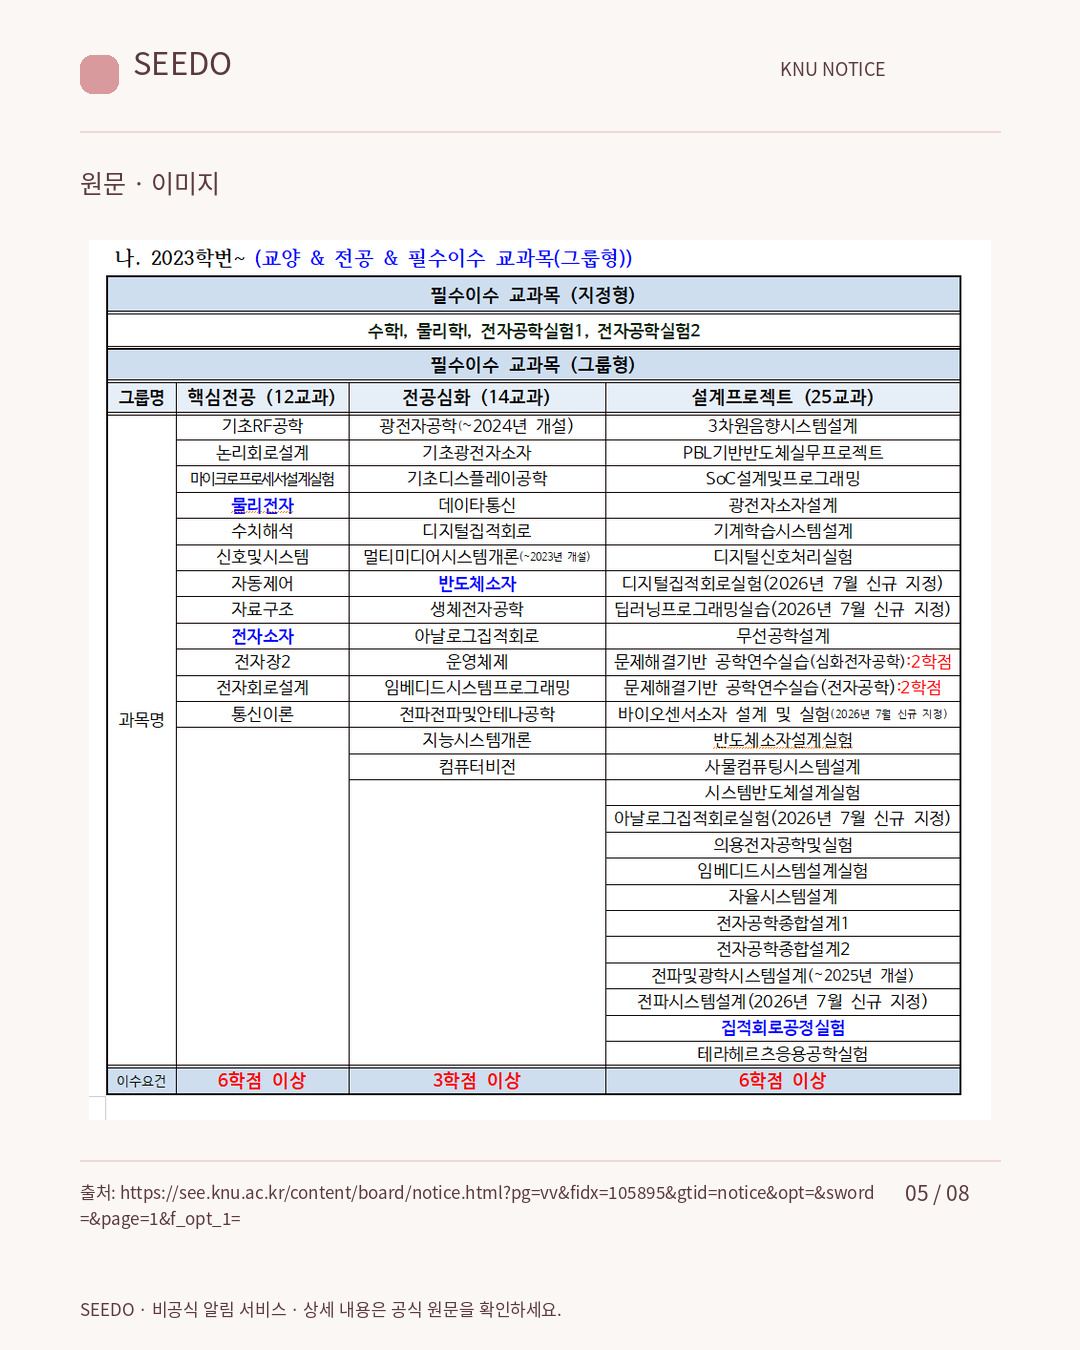 SEEDO
KNU NOTICE
원문 · 이미지
나. 2023학번~ (교양 & 전공 & 필수이수 교과목(그룹형))
필수이수 교과목 (지정형)
수학I, 물리학I, 전자공학실험1, 전자공학실험2
필수이수 교과목 (그룹형)
그룹명 핵심전공 (12교과) 전공심화 (14교과) 설계프로젝트 (25교과)
기초RF공학 광전자공학(~2024년 개설) 3차원음향시스템설계
논리회로설계 기초광전자소자 PBL기반반도체실무프로젝트
마이크로프로세서설계실험 기초디스플레이공학 SoC설계및프로그래밍
물리전자 데이타통신 광전자소자설계
수치해석 디지털집적회로 기계학습시스템설계
신호및시스템 멀티미디어시스템개론(~2023년 개설) 디지털신호처리실험
자동제어 반도체소자 디지털집적회로실험(2026년 7월 신규 지정)
자료구조 생체전자공학 딥러닝프로그래밍실습(2026년 7월 신규 지정)
전자소자 아날로그집적회로 무선공학설계
전자장2 운영체제 문제해결기반 공학연수실습(심화전자공학):2학점
전자회로설계 임베디드시스템프로그래밍 문제해결기반 공학연수실습(전자공학):2학점
과목명 통신이론 전파전파및안테나공학 바이오센서소자 설계 및 실험(2026년 7월 신규 지정)
지능시스템개론 반도체소자설계실험
컴퓨터비전 사물컴퓨팅시스템설계
시스템반도체설계실험
아날로그집적회로실험(2026년 7월 신규 지정)
의용전자공학및실험
임베디드시스템설계실험
자율시스템설계
전자공학종합설계1
전자공학종합설계2
전파및광학시스템설계(~2025년 개설)
전파시스템설계(2026년 7월 신규 지정)
집적회로공정실험
테라헤르츠응용공학실험
이수요건 6학점 이상 3학점 이상 6학점 이상
출처: https://see.knu.ac.kr/content/board/notice.html?pg=vv&fidx=105895&gtid=notice&opt=&sword
=&page=1&f_opt_1=
05 / 08
SEEDO · 비공식 알림 서비스 · 상세 내용은 공식 원문을 확인하세요.